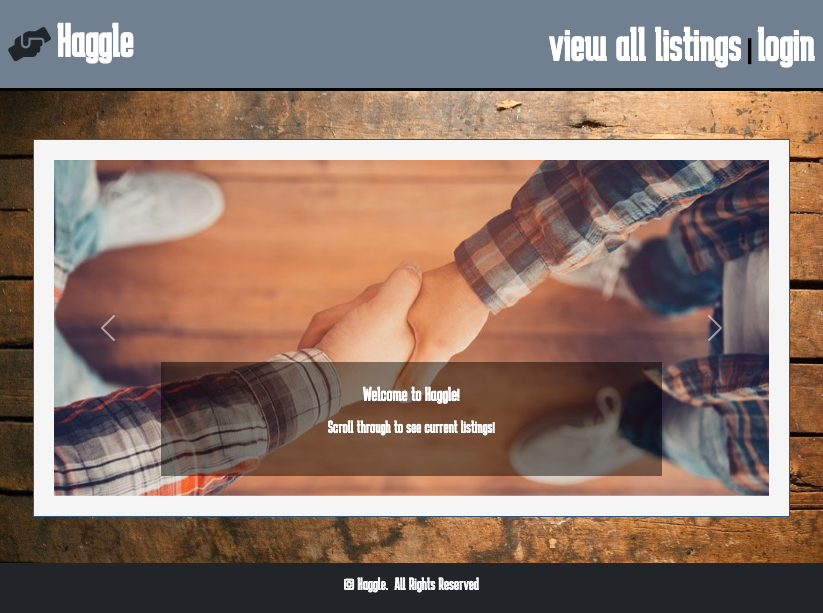 Haggle
view all listings | login
Welcome to Haggle!
Scroll through to see current listings!
© Haggle. All Rights Reserved